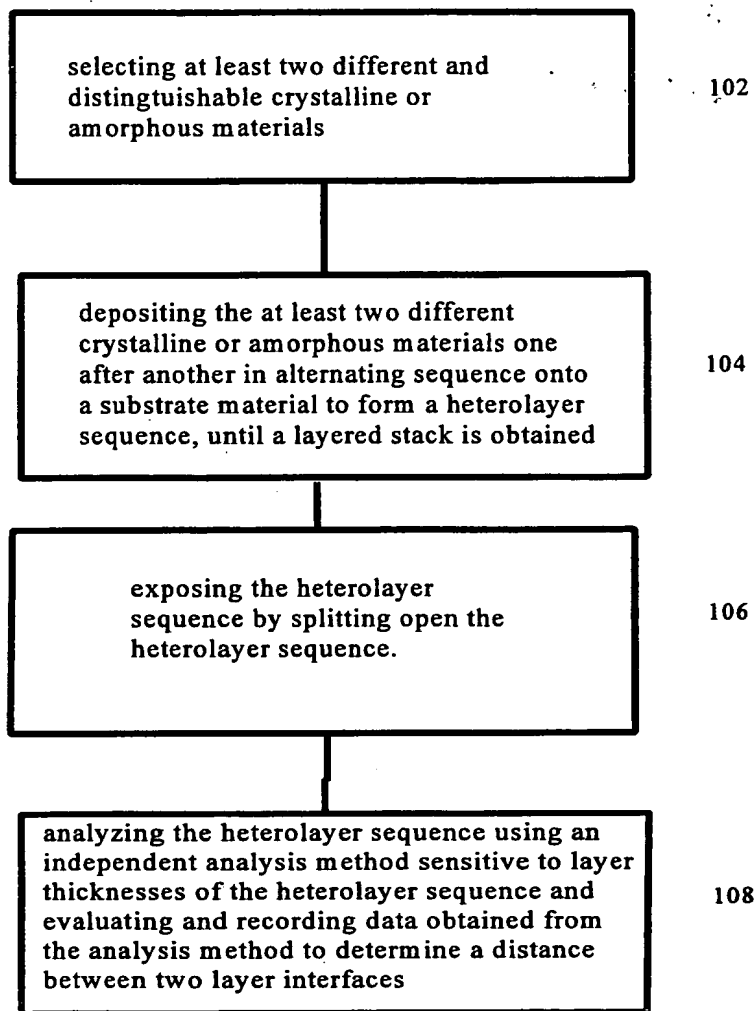 selecting at least two different and
distingtuishable crystalline or
amorphous materials
102
depositing the at least two different
crystalline or amorphous materials one
after another in alternating sequence onto
a substrate material to form a heterolayer
sequence, until a layered stack is obtained
104
exposing the heterolayer
sequence by splitting open the
heterolayer sequence.
106
analyzing the heterolayer sequence using an
independent analysis method sensitive to layer
thicknesses of the heterolayer sequence and
evaluating and recording data obtained from
the analysis method to determine a distance
between two layer interfaces
108